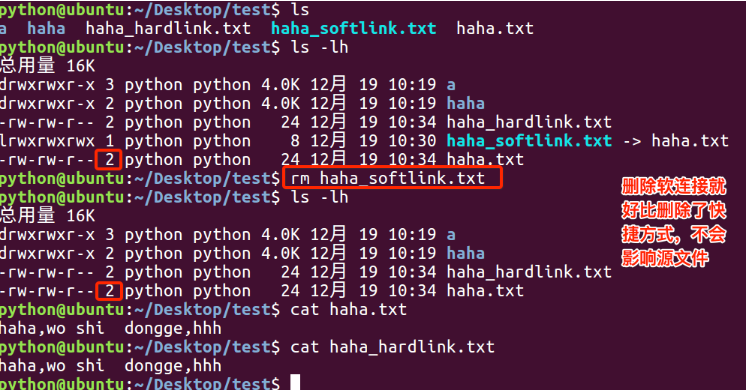 python@ubuntu:~/Desktop/test$ ls
a  haha  haha_hardlink.txt  haha_softlink.txt  haha.txt
python@ubuntu:~/Desktop/test$ ls -lh
总用量 16K
drwxrwxr-x 3 python python 4.0K 12月 19 10:19 a
drwxrwxr-x 2 python python 4.0K 12月 19 10:19 haha
-rw-rw-r-- 2 python python   24 12月 19 10:34 haha_hardlink.txt
lrwxrwxrwx 1 python python    8 12月 19 10:30 haha_softlink.txt -> haha.txt
-rw-rw-r-- 2 python python   24 12月 19 10:34 haha.txt
python@ubuntu:~/Desktop/test$ rm haha_softlink.txt
python@ubuntu:~/Desktop/test$ ls -lh
总用量 16K
drwxrwxr-x 3 python python 4.0K 12月 19 10:19 a
drwxrwxr-x 2 python python 4.0K 12月 19 10:19 haha
-rw-rw-r-- 2 python python   24 12月 19 10:34 haha_hardlink.txt
-rw-rw-r-- 2 python python   24 12月 19 10:34 haha.txt
python@ubuntu:~/Desktop/test$ cat haha.txt
haha,wo shi  dongge,hhh
python@ubuntu:~/Desktop/test$ cat haha_hardlink.txt
haha,wo shi  dongge,hhh
python@ubuntu:~/Desktop/test$
删除软连接就
好比删除了快
捷方式，不会
影响源文件